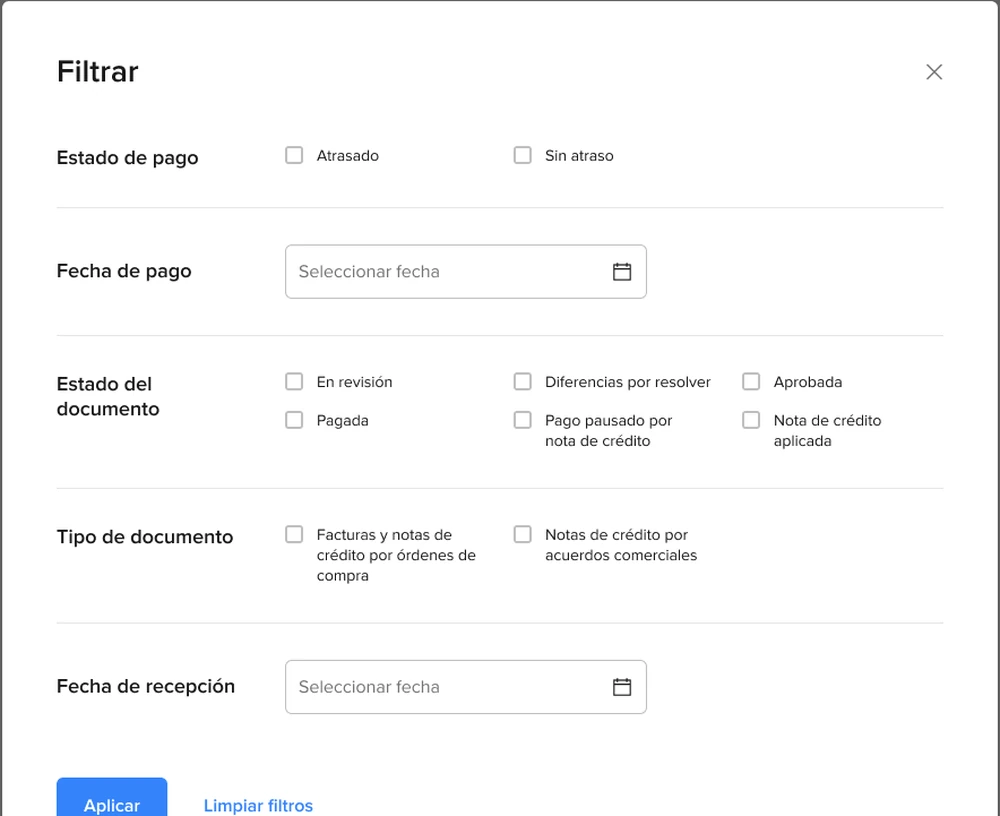 Filtrar
Estado de pago
Atrasado
Sin atraso
Fecha de pago
Seleccionar fecha
Estado del
documento
En revisión
Diferencias por resolver
Aprobada
Pagada
Pago pausado por
nota de crédito
Nota de crédito
aplicada
Tipo de documento
Facturas y notas de
crédito por órdenes de
compra
Notas de crédito por
acuerdos comerciales
Fecha de recepción
Seleccionar fecha
Aplicar
Limpiar filtros